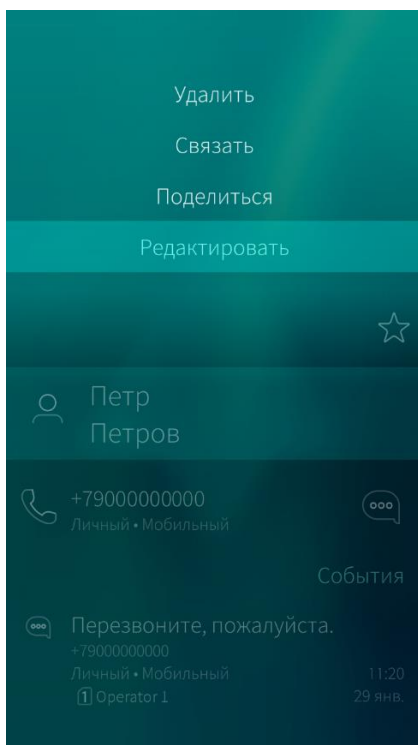 Удалить
Связать
Поделиться
Редактировать
Петр
Петров
+79000000000
Личный • Мобильный
События
Перезвоните, пожалуйста.
+79000000000
Личный • Мобильный 11:20
1 Operator 1 29 янв.